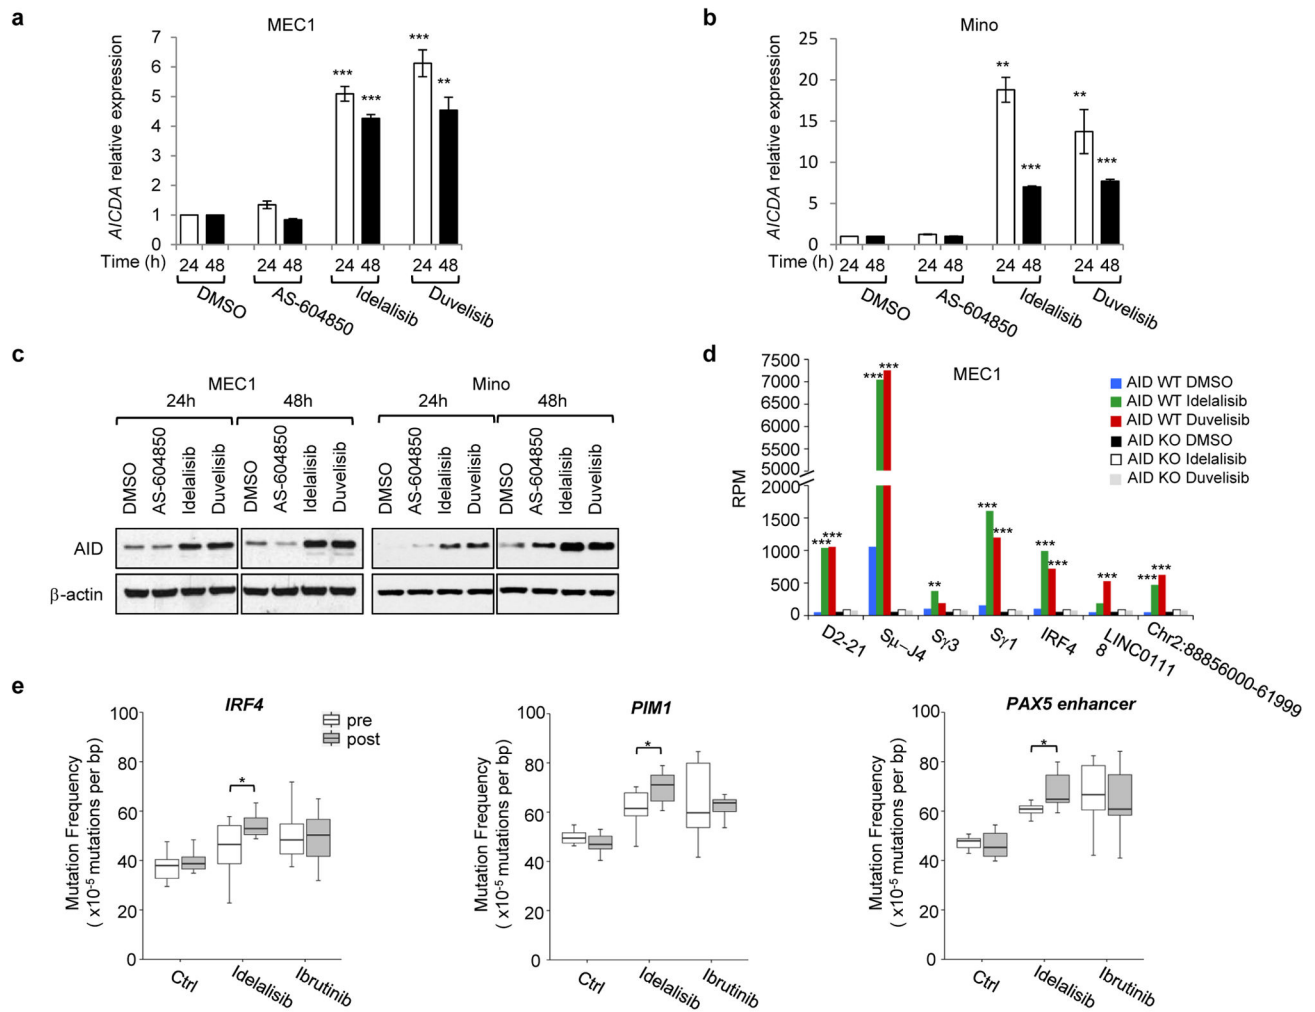 a
MEC1
AICDA relative expression
7
6
5
4
3
2
1
0
***
***
***
**
Time (h)
24 48 24 48 24 48 24 48
DMSO
AS-604850
Idelalisib
Duvelisib
b
Mino
AICDA relative expression
25
20
15
10
5
0
**
***
**
***
Time (h)
24 48 24 48 24 48 24 48
DMSO
AS-604850
Idelalisib
Duvelisib
c
MEC1
Mino
24h
48h
24h
48h
DMSO
AS-604850
Idelalisib
Duvelisib
DMSO
AS-604850
Idelalisib
Duvelisib
DMSO
AS-604850
Idelalisib
Duvelisib
DMSO
AS-604850
Idelalisib
Duvelisib
AID
β-actin
d
MEC1
RPM
7500
7000
6500
6000
5500
5000
2000
1500
1000
500
0
***
***
***
***
**
***
***
***
***
***
***
***
AID WT DMSO
AID WT Idelalisib
AID WT Duvelisib
AID KO DMSO
AID KO Idelalisib
AID KO Duvelisib
D2-21
Sμ–J4
Sγ3
Sγ1
IRF4
LINC0111
8
Chr2:88856000-61999
e
IRF4
Mutation Frequency
( x10-5 mutations per bp)
100
80
60
40
20
0
*
pre
post
Ctrl
Idelalisib
Ibrutinib
PIM1
Mutation Frequency
( x10-5 mutations per bp)
100
80
60
40
20
0
*
Ctrl
Idelalisib
Ibrutinib
PAX5 enhancer
Mutation Frequency
( x10-5 mutations per bp)
100
80
60
40
20
0
*
Ctrl
Idelalisib
Ibrutinib